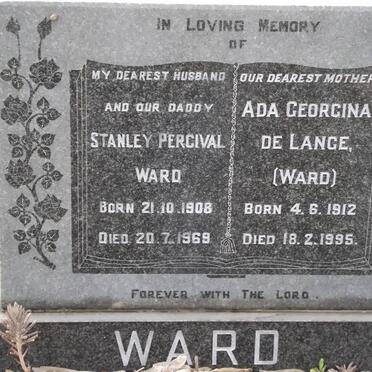 IN LOVING MEMORY
OF
MY DEAREST HUSBAND
AND OUR DADDY
STANLEY PERCIVAL
WARD
BORN 21.10.1908
DIED 20.7.1969
OUR DEAREST MOTHER
ADA GEORGINA
DE LANGE,
(WARD)
BORN 4.6.1912
DIED 18.2.1995.
FOREVER WITH THE LORD.
WARD